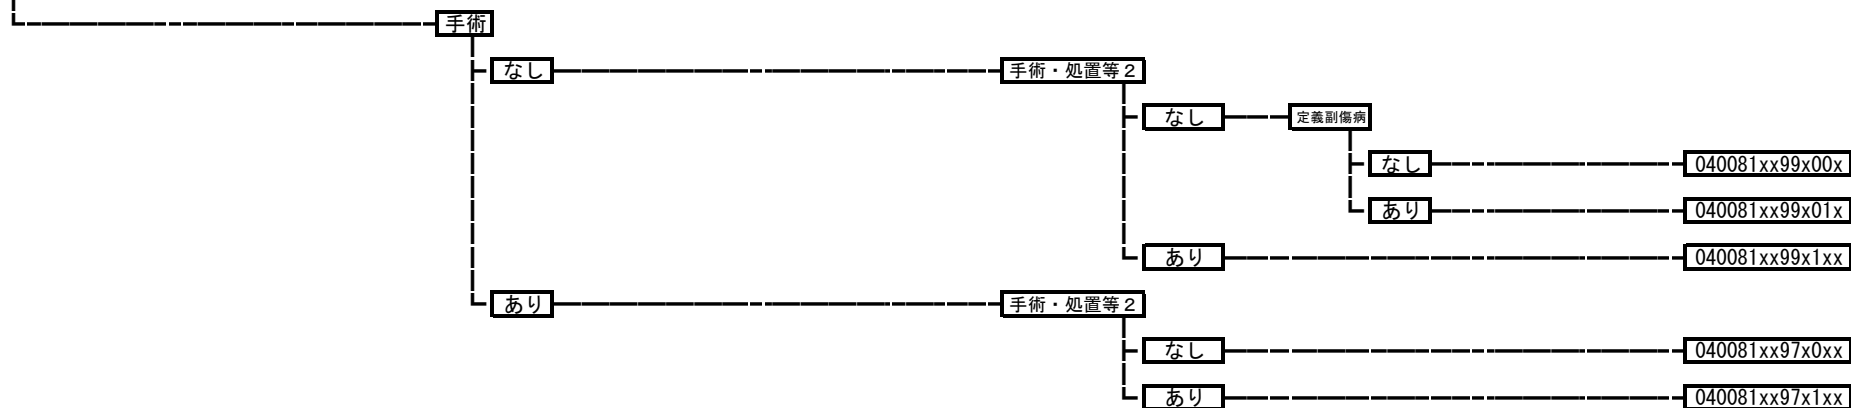 手術
なし 手術・処置等２
なし 定義副傷病
なし 040081xx99x00x
あり 040081xx99x01x
あり 040081xx99x1xx
あり 手術・処置等２
なし 040081xx97x0xx
あり 040081xx97x1xx